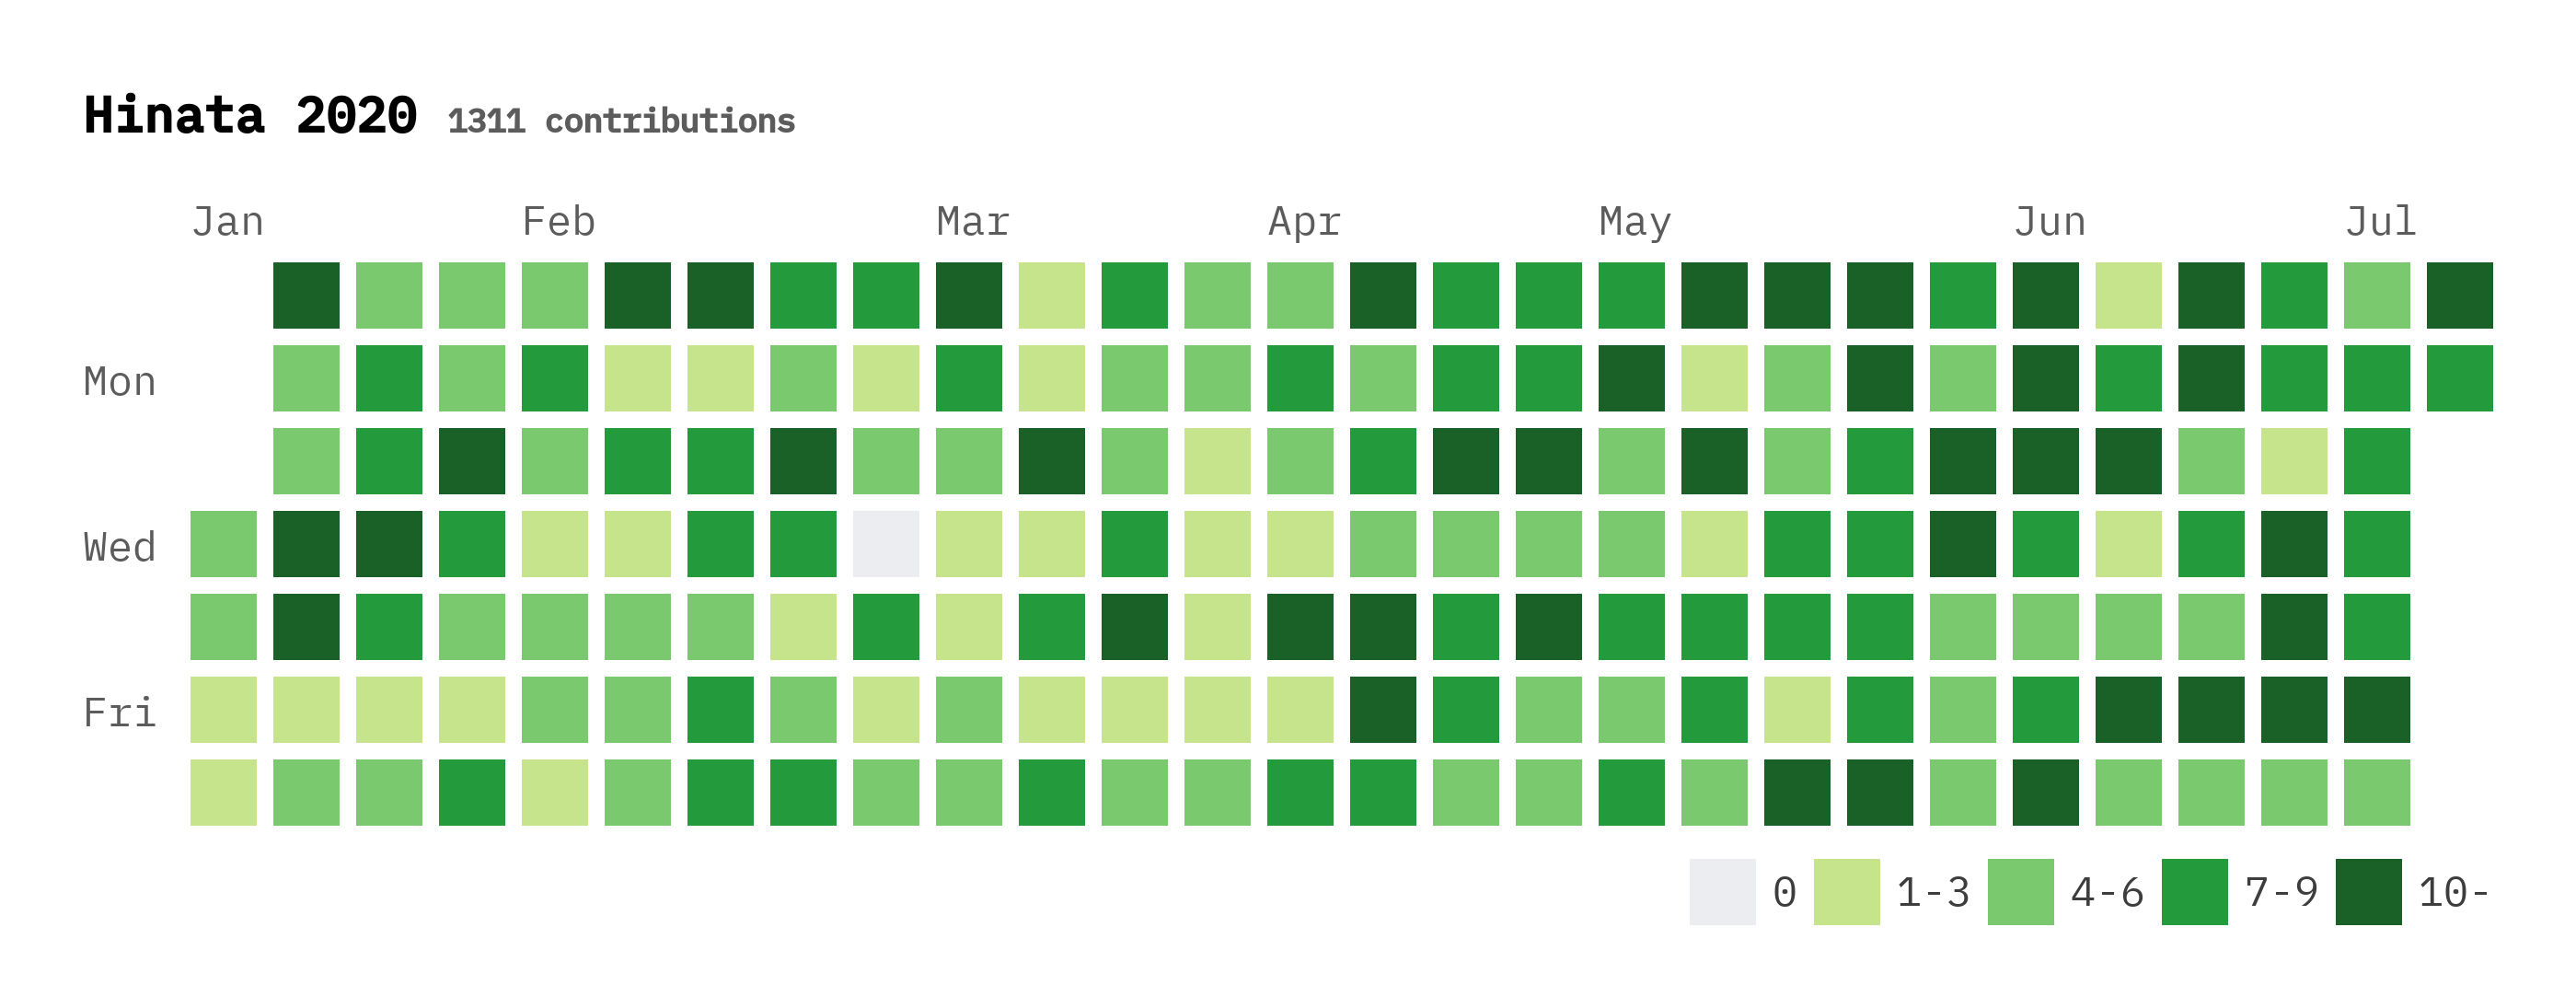 Hinata 2020 1311 contributions
Jan Feb Mar Apr May Jun Jul
Mon
Wed
Fri
0 1-3 4-6 7-9 10-